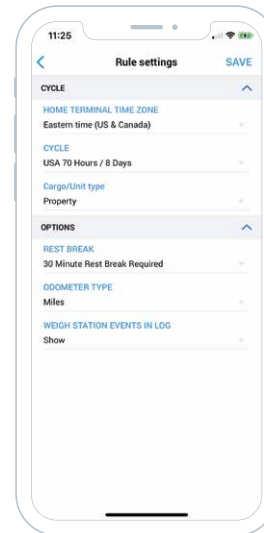 11:25
Rule settings SAVE
CYCLE
HOME TERMINAL TIME ZONE
Eastern time (US & Canada)
CYCLE
USA 70 Hours / 8 Days
Cargo/Unit type
Property
OPTIONS
REST BREAK
30 Minute Rest Break Required
ODOMETER TYPE
Miles
WEIGH STATION EVENTS IN LOG
Show